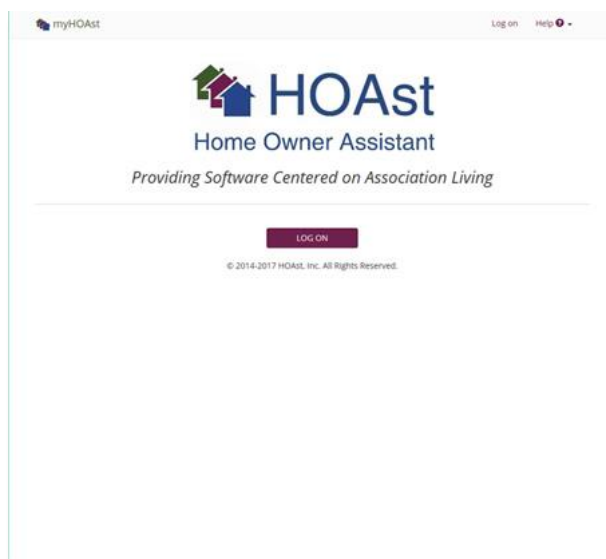 myHOAst
Log on Help
HOAst
Home Owner Assistant
Providing Software Centered on Association Living
LOG ON
© 2014-2017 HOAst, Inc. All Rights Reserved.